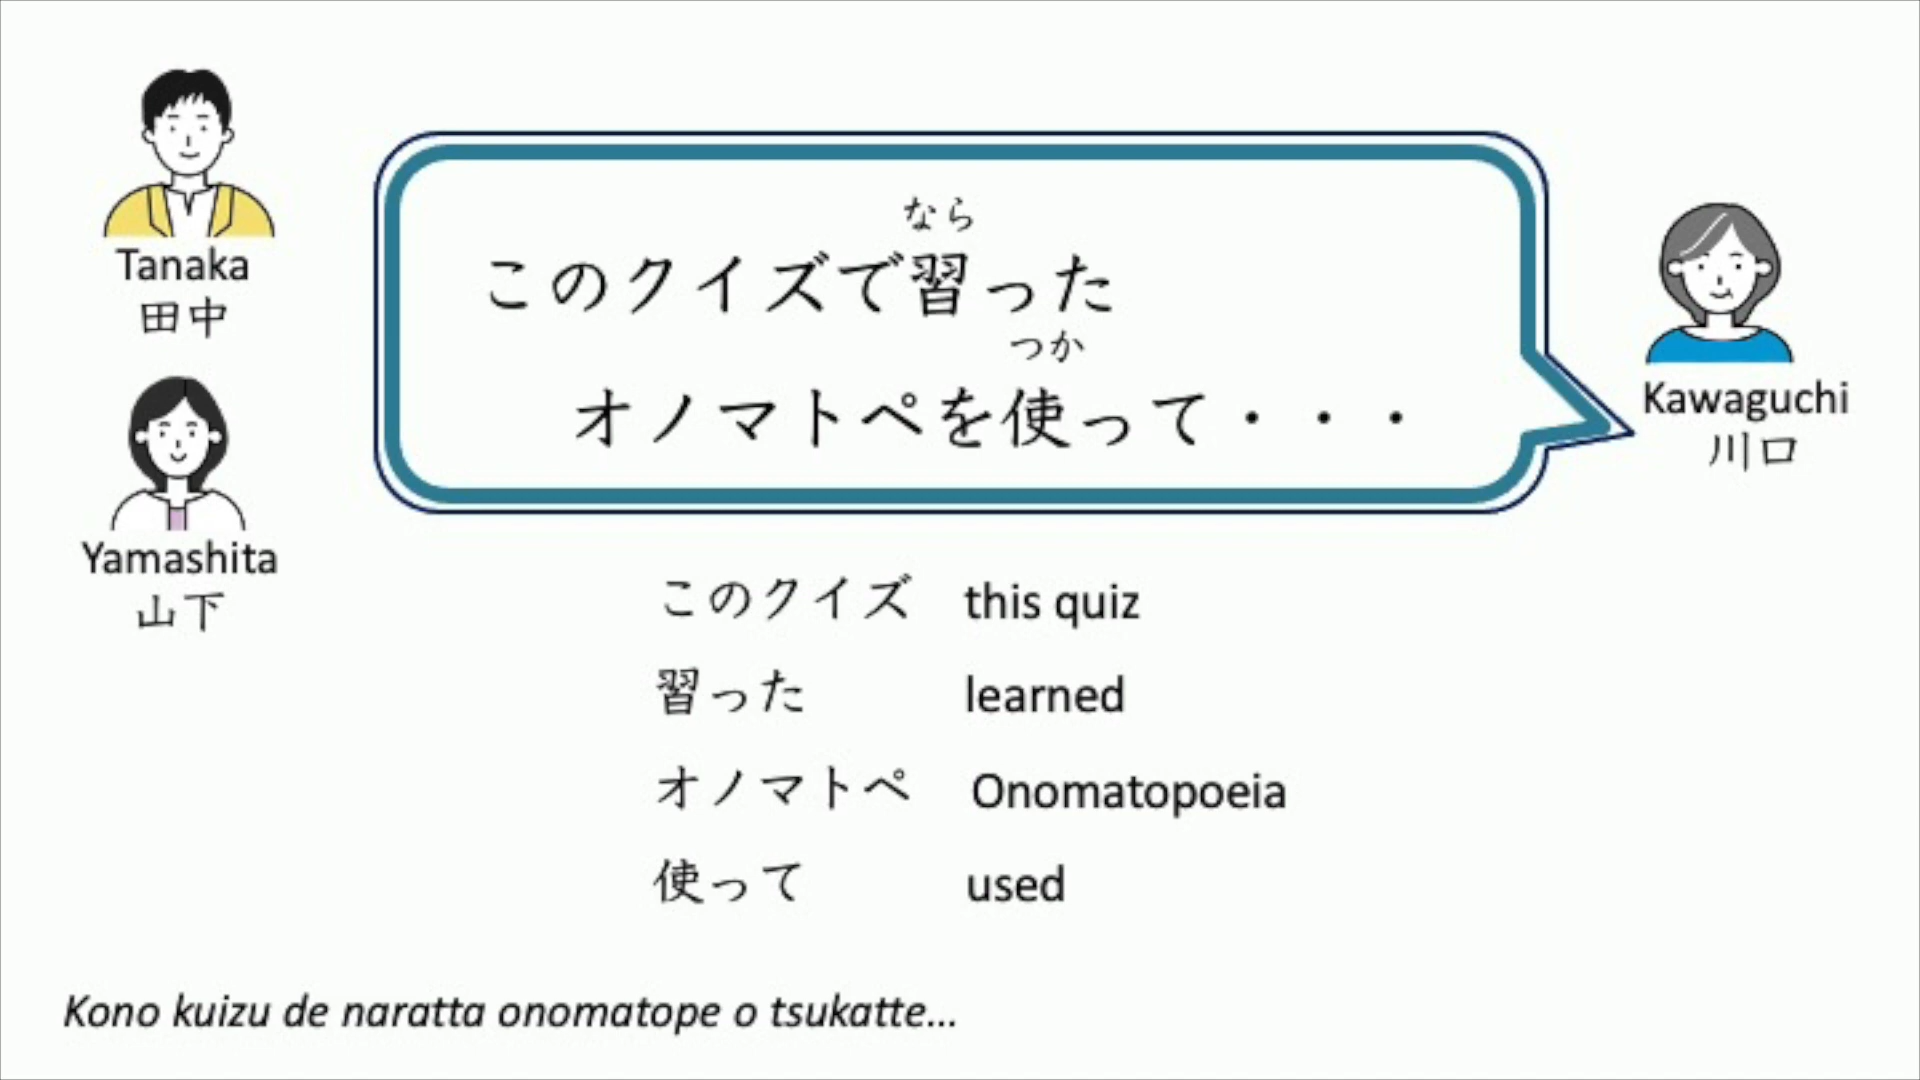 Tanaka
田中
Yamashita
山下
なら
このクイズで習った
つか
オノマトペを使って・・・
Kawaguchi
川口
このクイズ this quiz
習った learned
オノマトペ Onomatopoeia
使って used
Kono kuizu de naratta onomatope o tsukatte...